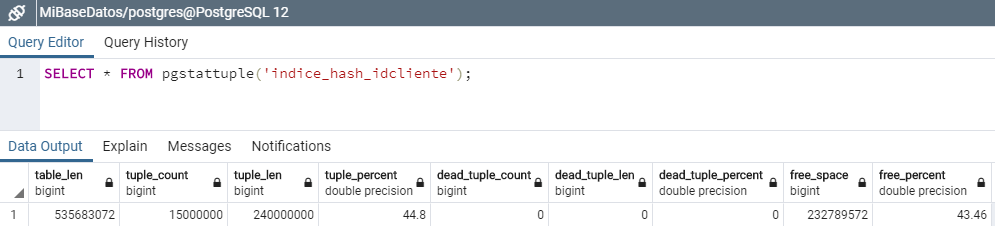 MiBaseDatos/postgres@PostgreSQL 12
Query Editor Query History
1 SELECT * FROM pgstattuple('indice_hash_idcliente');
Data Output Explain Messages Notifications
table_len tuple_count tuple_len tuple_percent dead_tuple_count dead_tuple_len dead_tuple_percent free_space free_percent
bigint bigint bigint double precision bigint bigint double precision bigint double precision
1 535683072 15000000 240000000 44.8 0 0 0 232789572 43.46